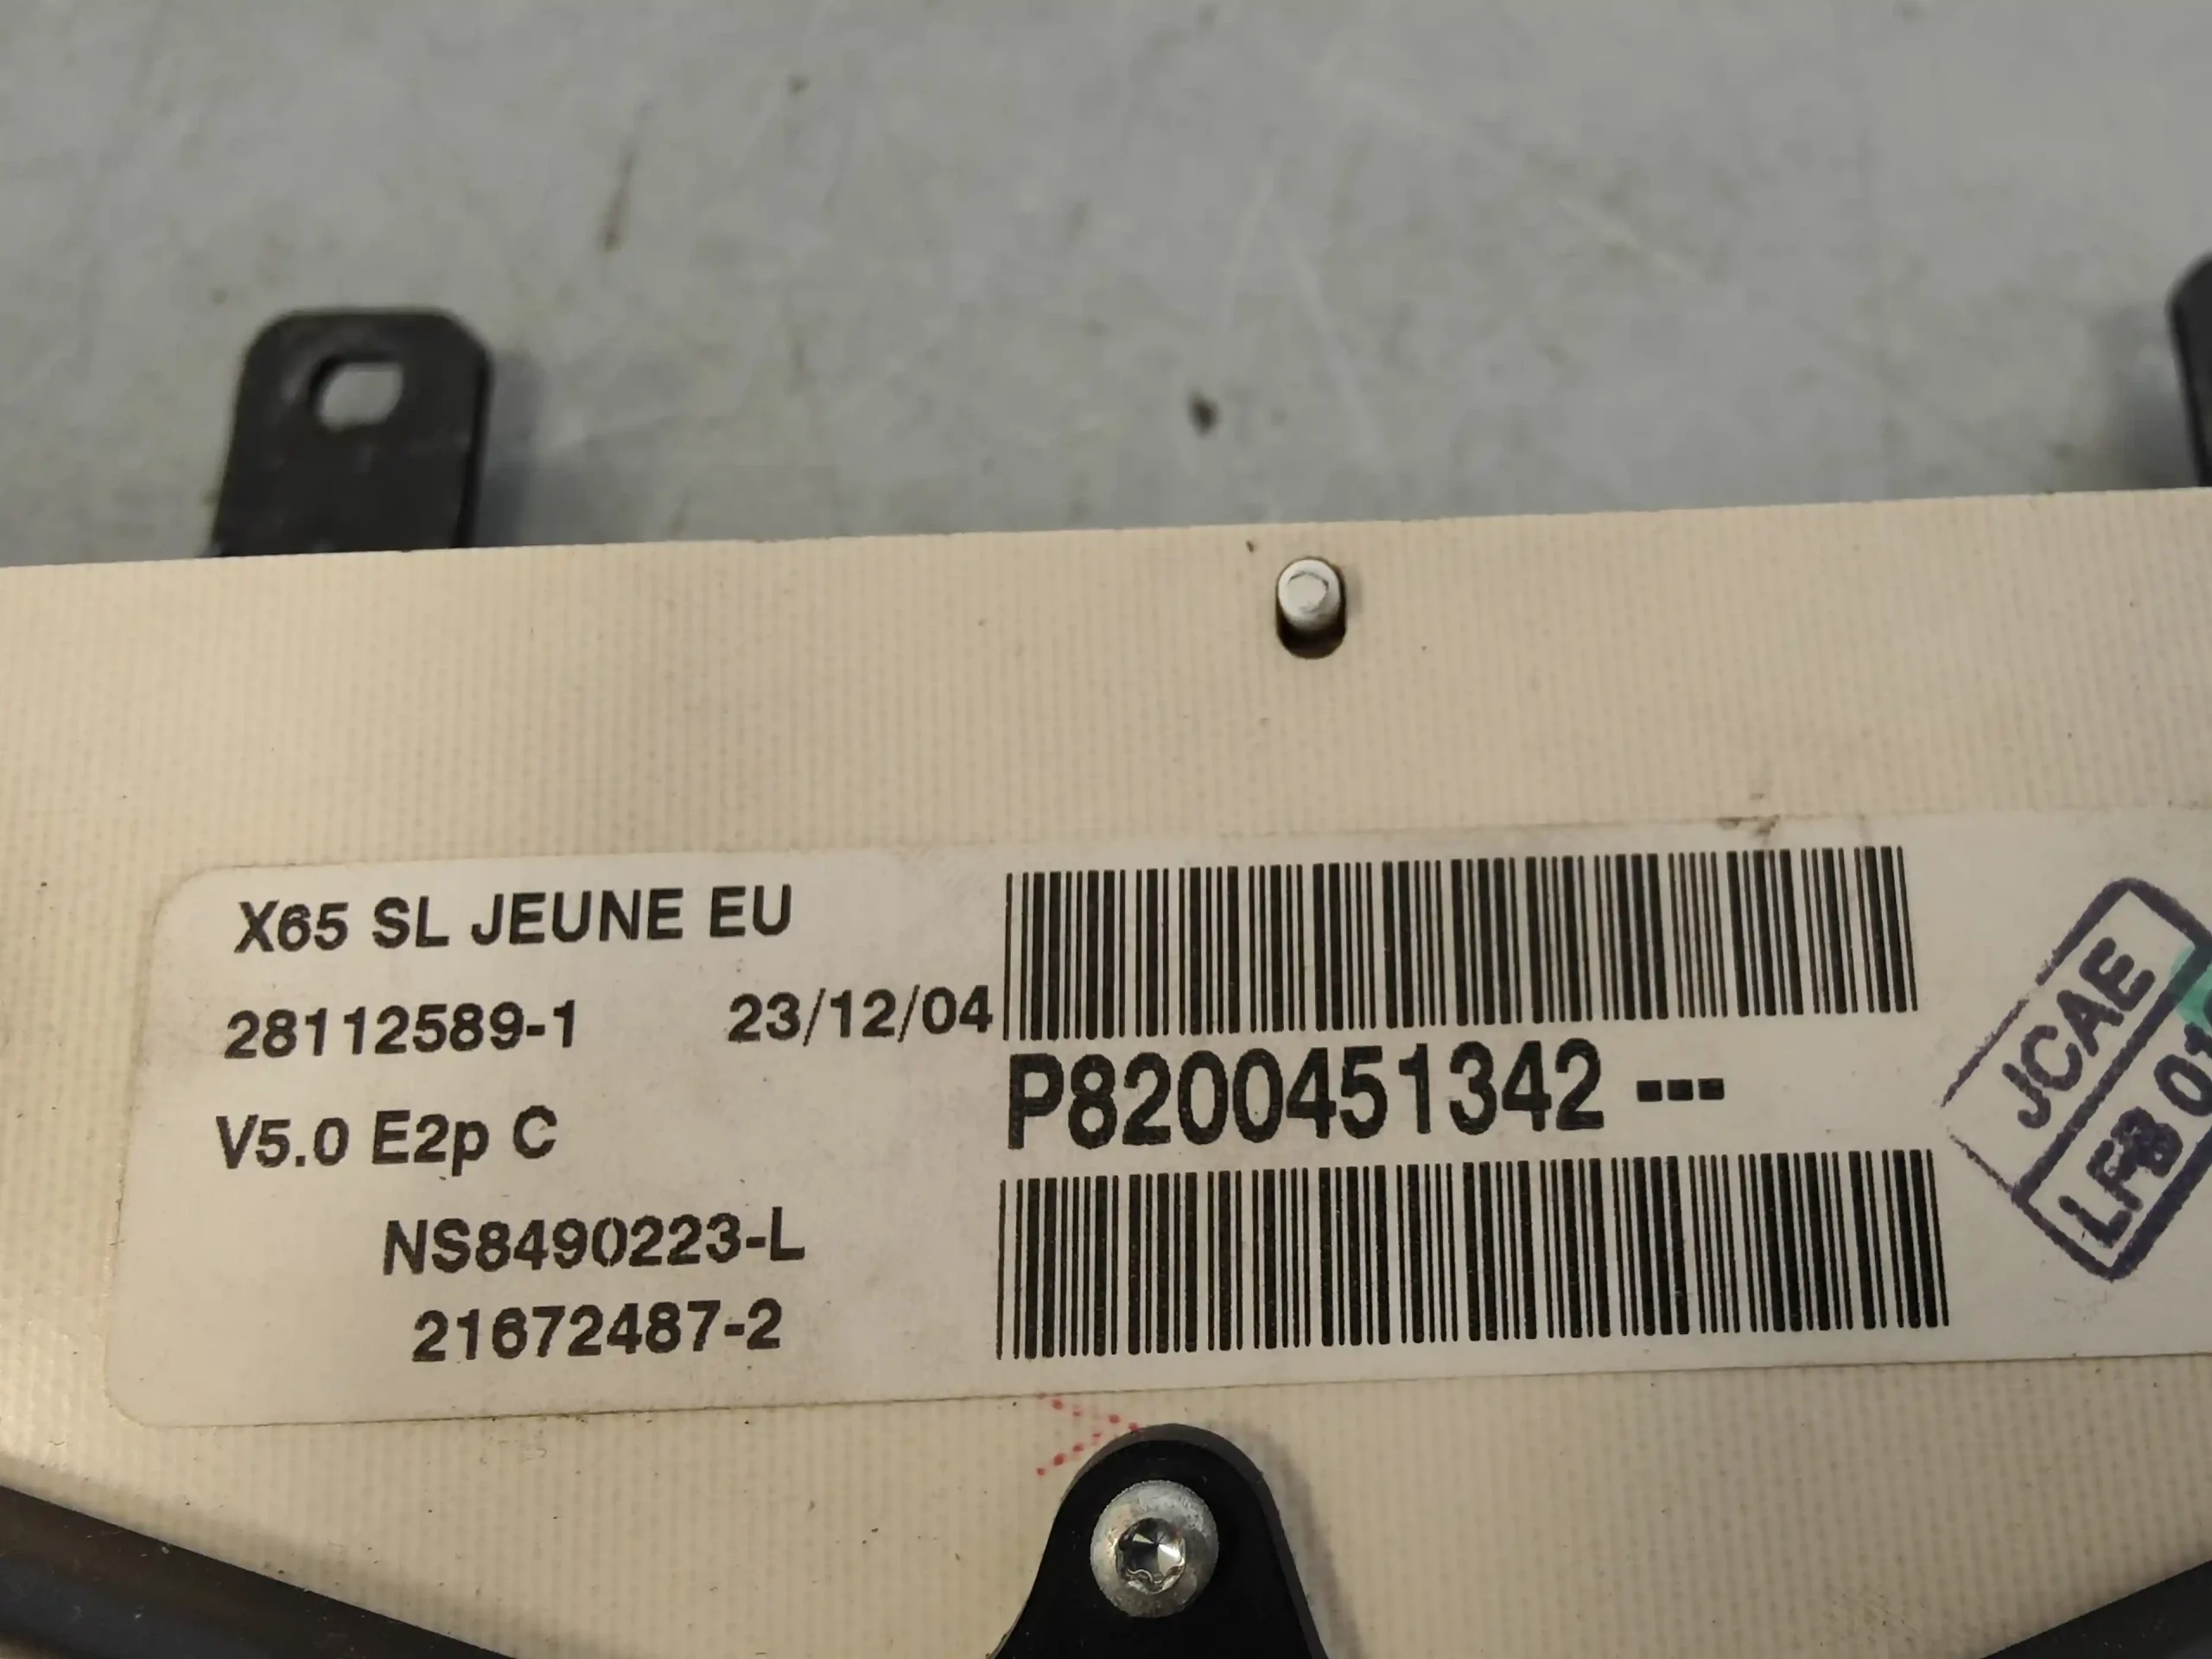 X65 SL JEUNE EU
28112589-1 23/12/04
P8200451342 ---
V5.0 E2p C
NS8490223-L
21672487-2
JCAE